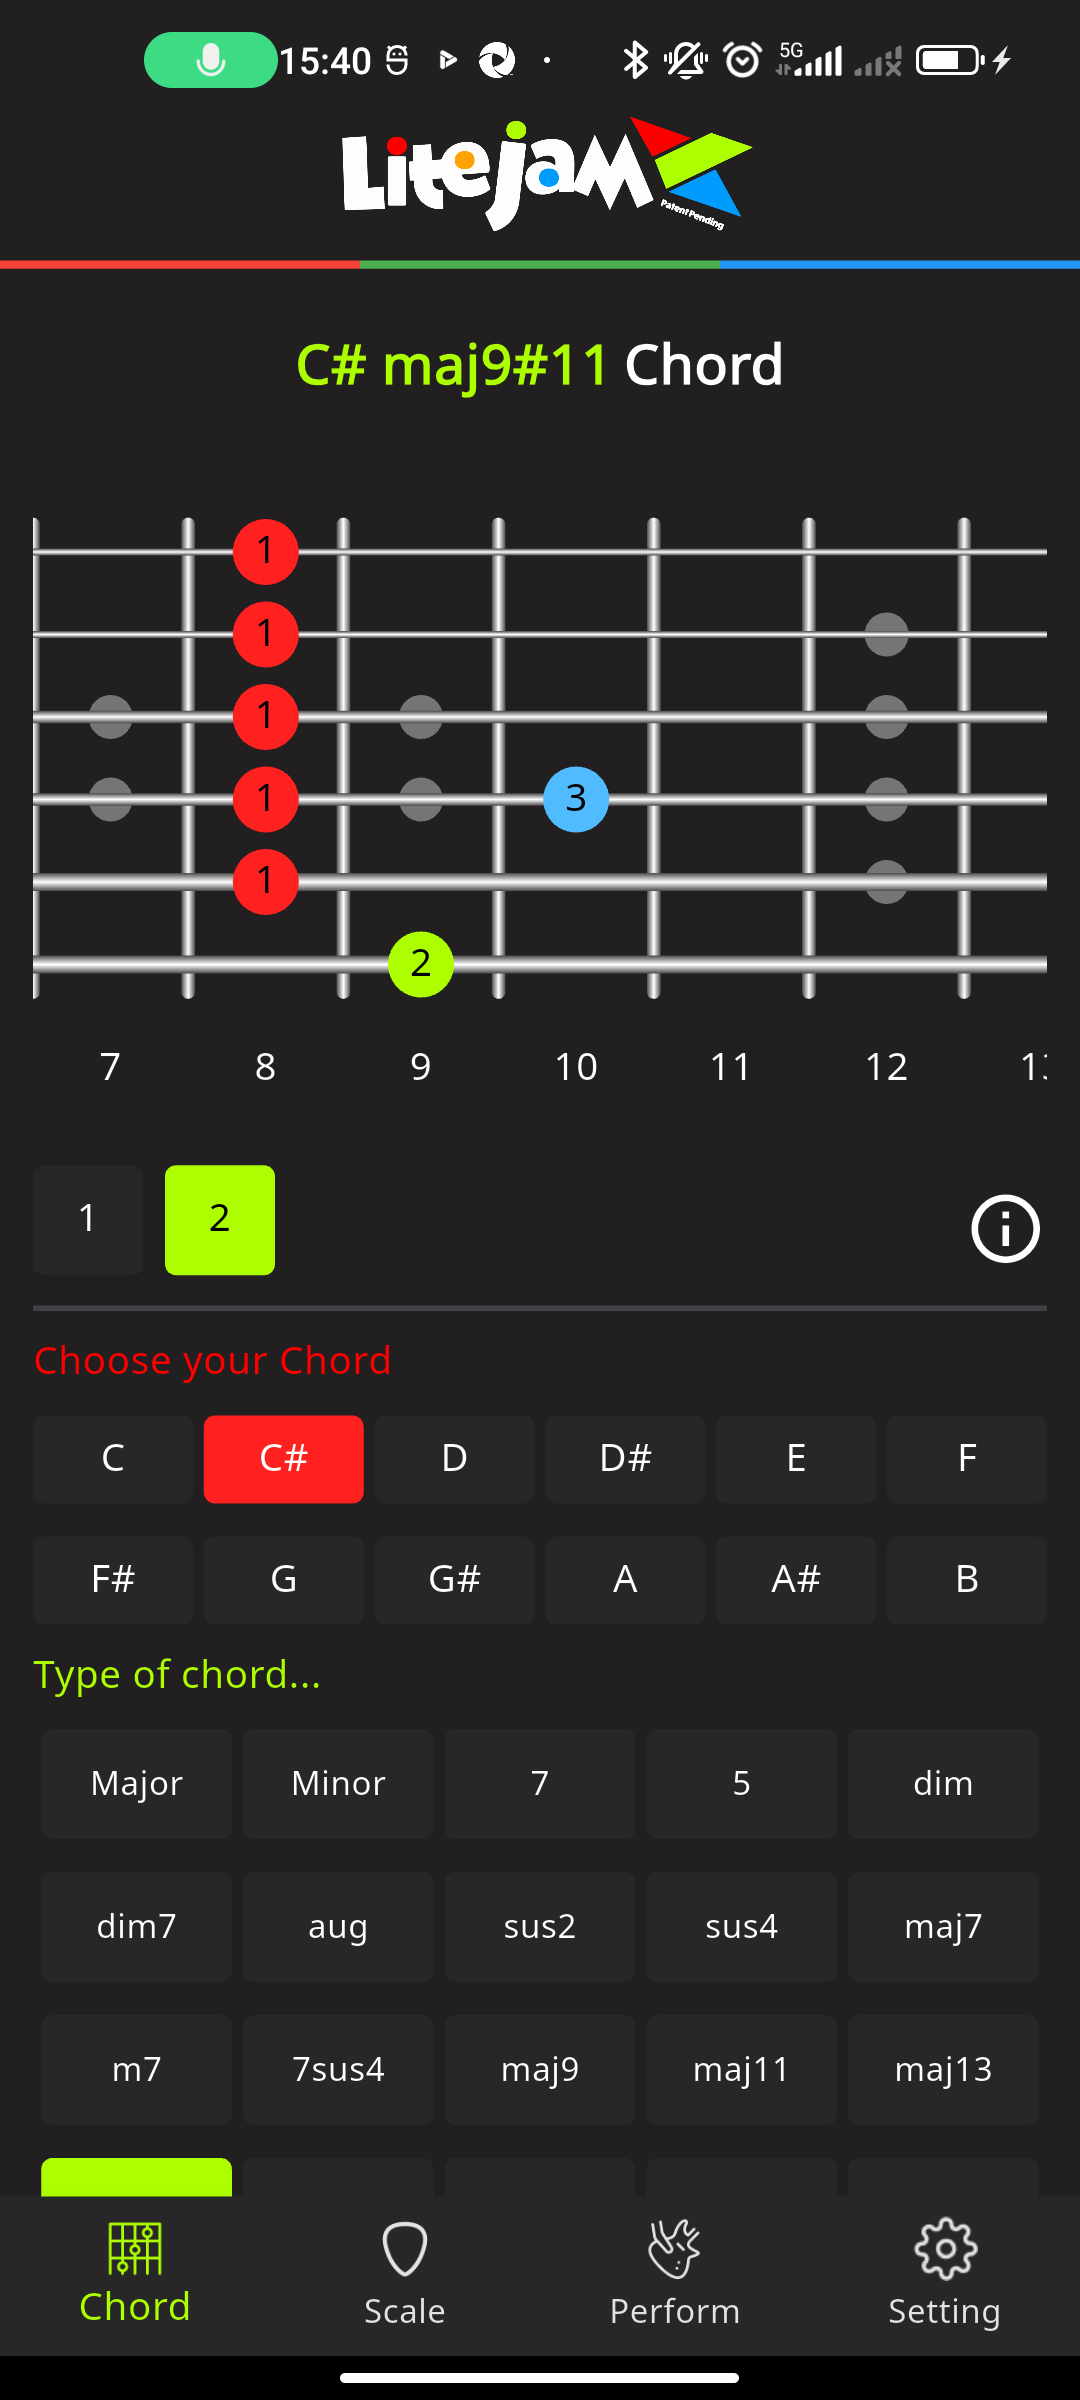 15:40
5G
Litejam
Patent Pending
C# maj9#11 Chord
1
1
1
1 3
1
2
7 8 9 10 11 12
1 2
Choose your Chord
C C# D D# E F
F# G G# A A# B
Type of chord...
Major Minor 7 5 dim
dim7 aug sus2 sus4 maj7
m7 7sus4 maj9 maj11 maj13
Chord Scale Perform Setting